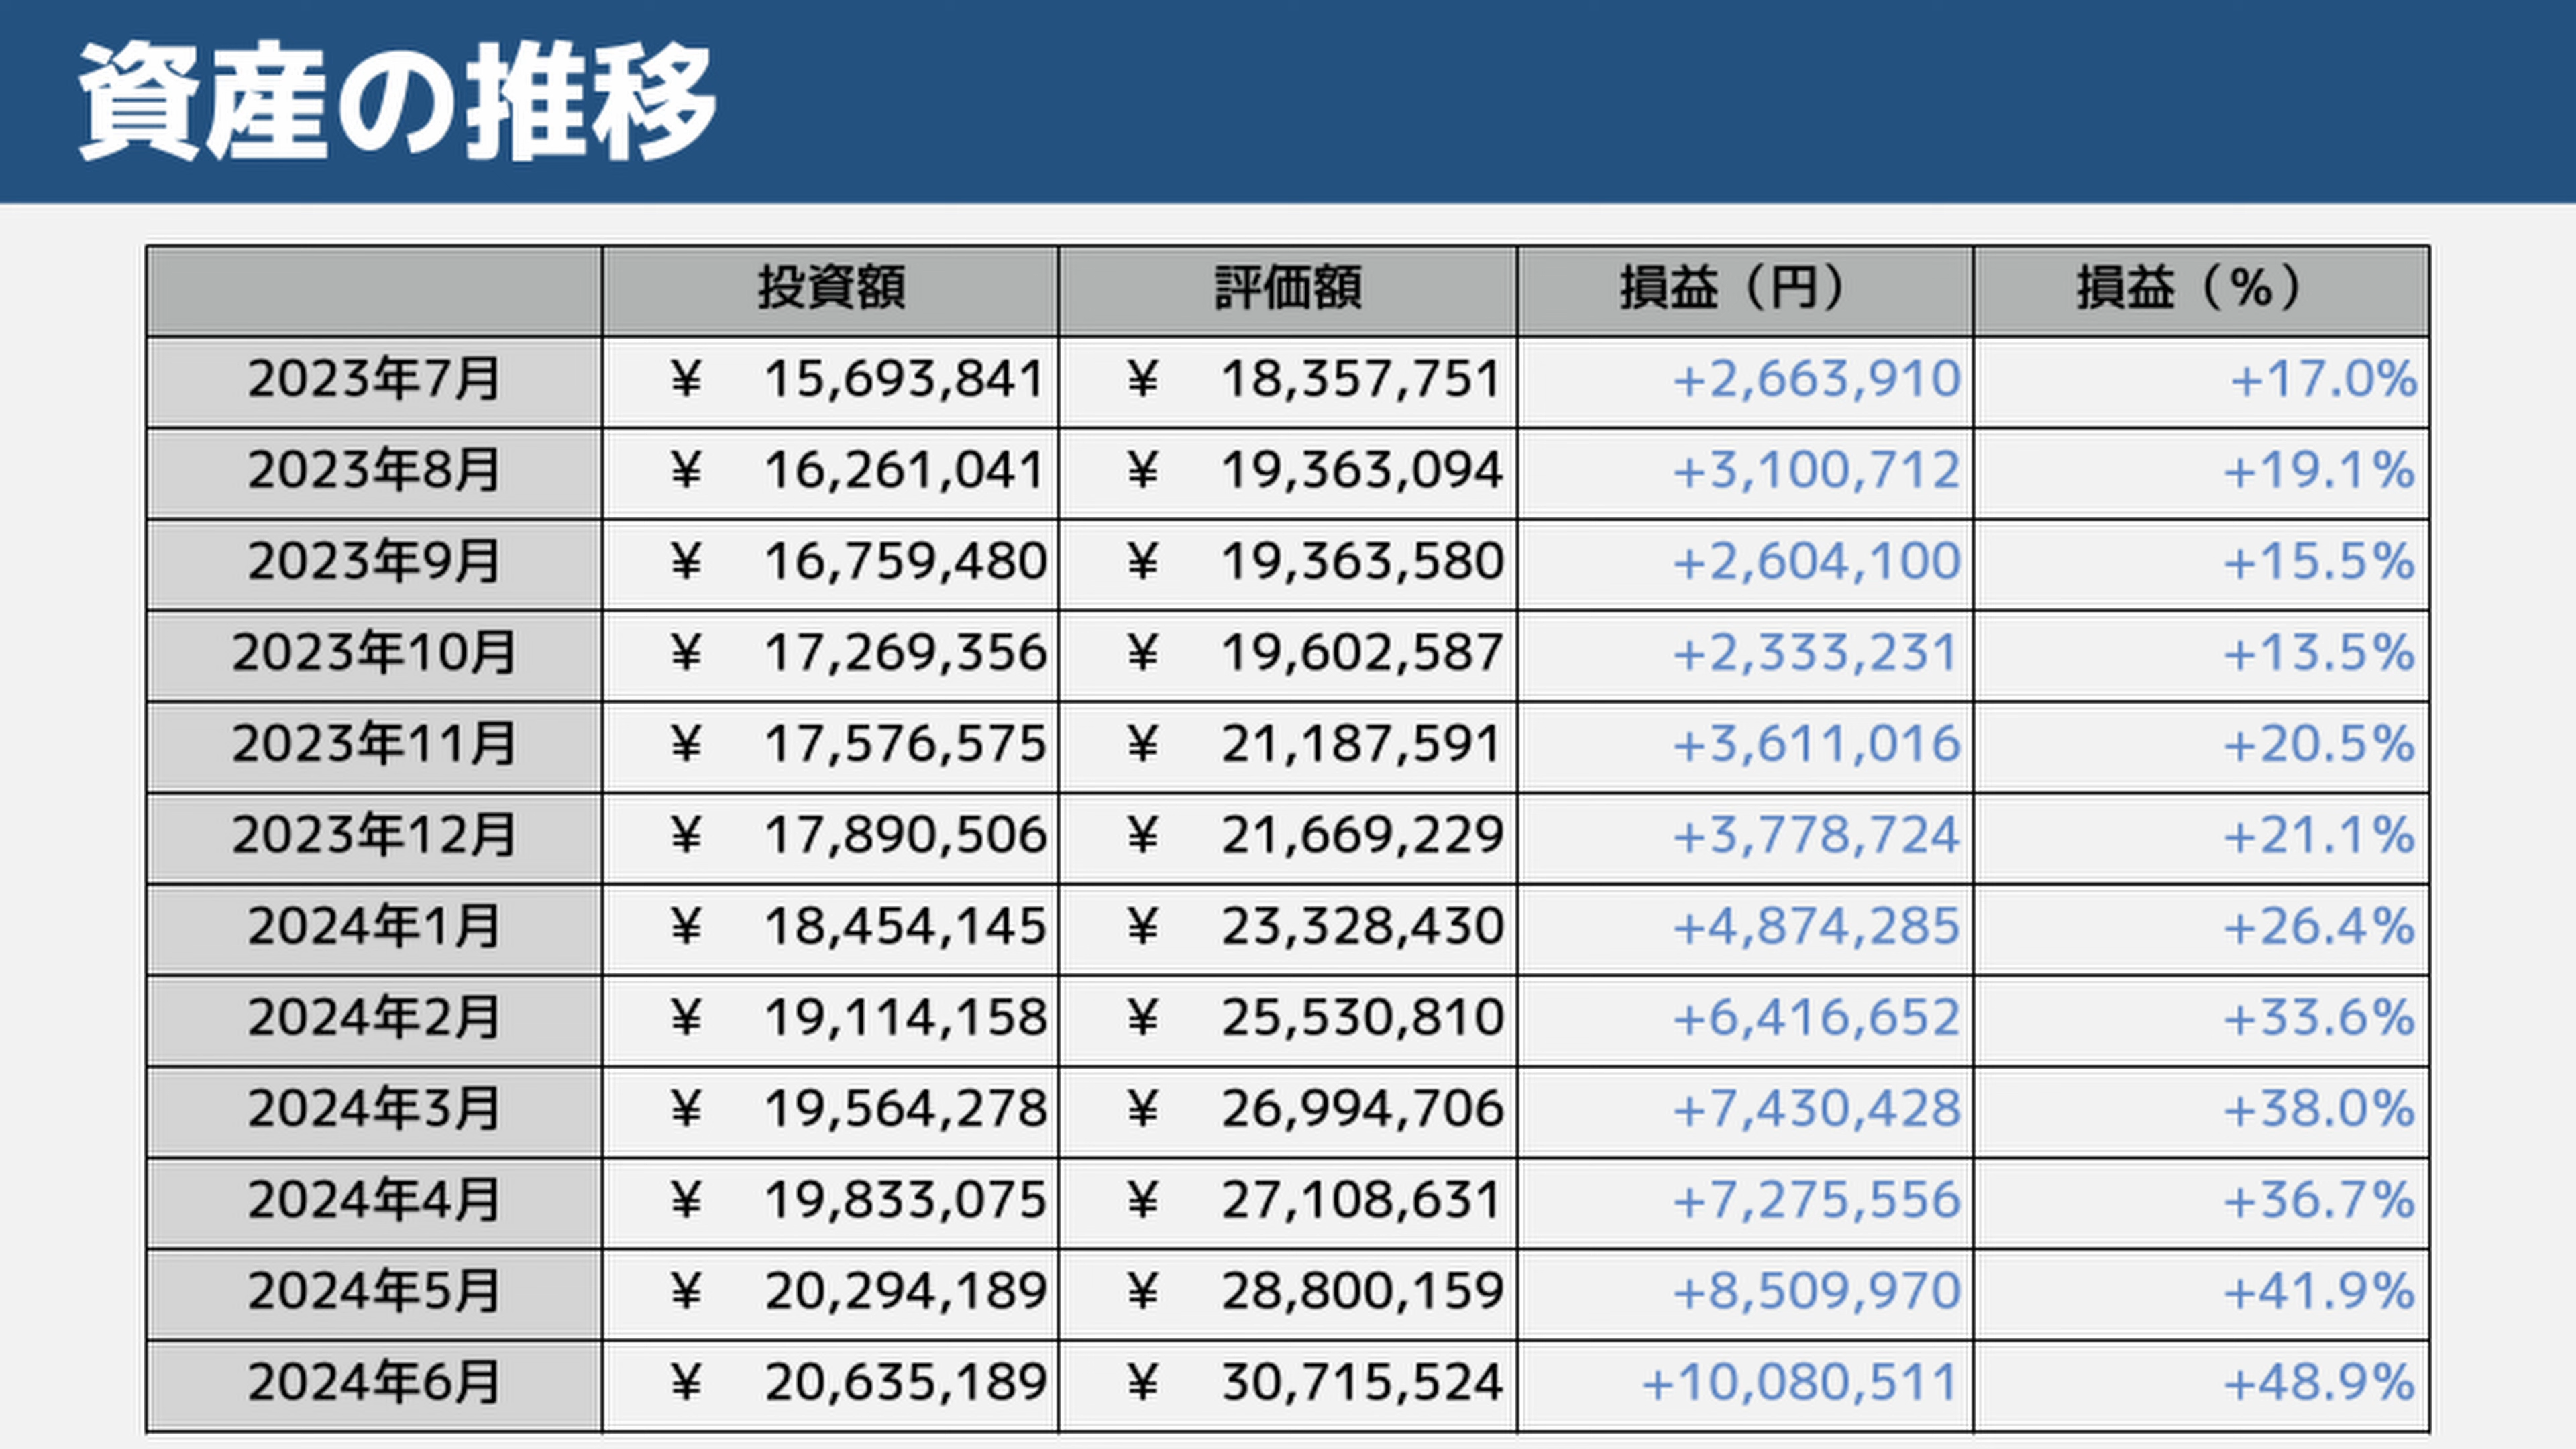 資産の推移
投資額 評価額 損益（円） 損益（%）
2023年7月 ¥ 15,693,841 ¥ 18,357,751 +2,663,910 +17.0%
2023年8月 ¥ 16,261,041 ¥ 19,363,094 +3,100,712 +19.1%
2023年9月 ¥ 16,759,480 ¥ 19,363,580 +2,604,100 +15.5%
2023年10月 ¥ 17,269,356 ¥ 19,602,587 +2,333,231 +13.5%
2023年11月 ¥ 17,576,575 ¥ 21,187,591 +3,611,016 +20.5%
2023年12月 ¥ 17,890,506 ¥ 21,669,229 +3,778,724 +21.1%
2024年1月 ¥ 18,454,145 ¥ 23,328,430 +4,874,285 +26.4%
2024年2月 ¥ 19,114,158 ¥ 25,530,810 +6,416,652 +33.6%
2024年3月 ¥ 19,564,278 ¥ 26,994,706 +7,430,428 +38.0%
2024年4月 ¥ 19,833,075 ¥ 27,108,631 +7,275,556 +36.7%
2024年5月 ¥ 20,294,189 ¥ 28,800,159 +8,509,970 +41.9%
2024年6月 ¥ 20,635,189 ¥ 30,715,524 +10,080,511 +48.9%